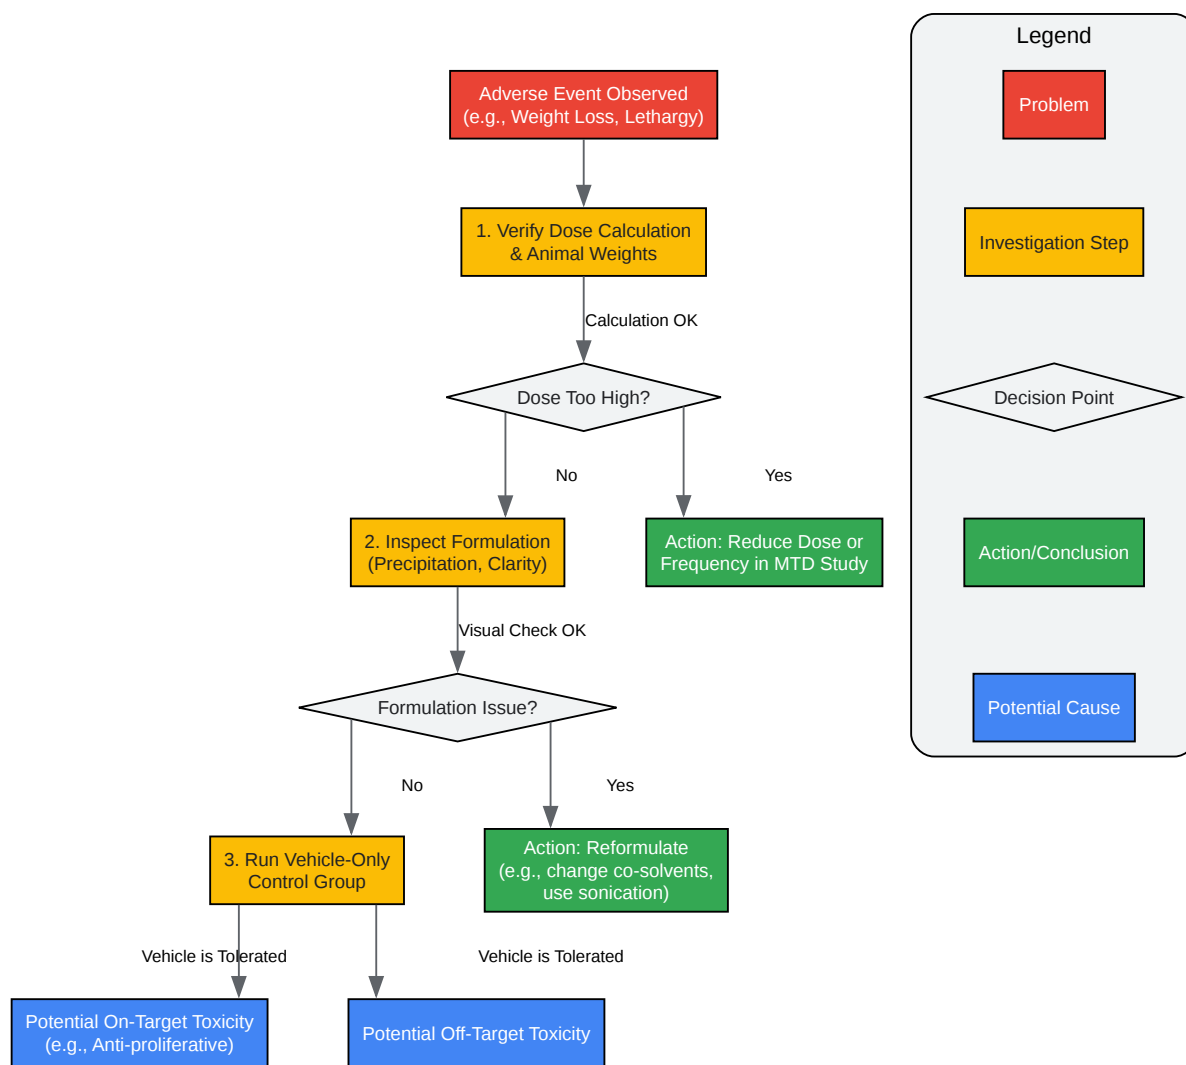 Legend
Adverse Event Observed
(e.g., Weight Loss, Lethargy)
Problem
1. Verify Dose Calculation
& Animal Weights
Investigation Step
Calculation OK
Dose Too High?
Decision Point
No
Yes
2. Inspect Formulation
(Precipitation, Clarity)
Action: Reduce Dose or
Frequency in MTD Study
Action/Conclusion
Visual Check OK
Formulation Issue?
Potential Cause
No
Yes
3. Run Vehicle-Only
Control Group
Action: Reformulate
(e.g., change co-solvents,
use sonication)
Vehicle is Tolerated
Vehicle is Tolerated
Potential On-Target Toxicity
(e.g., Anti-proliferative)
Potential Off-Target Toxicity